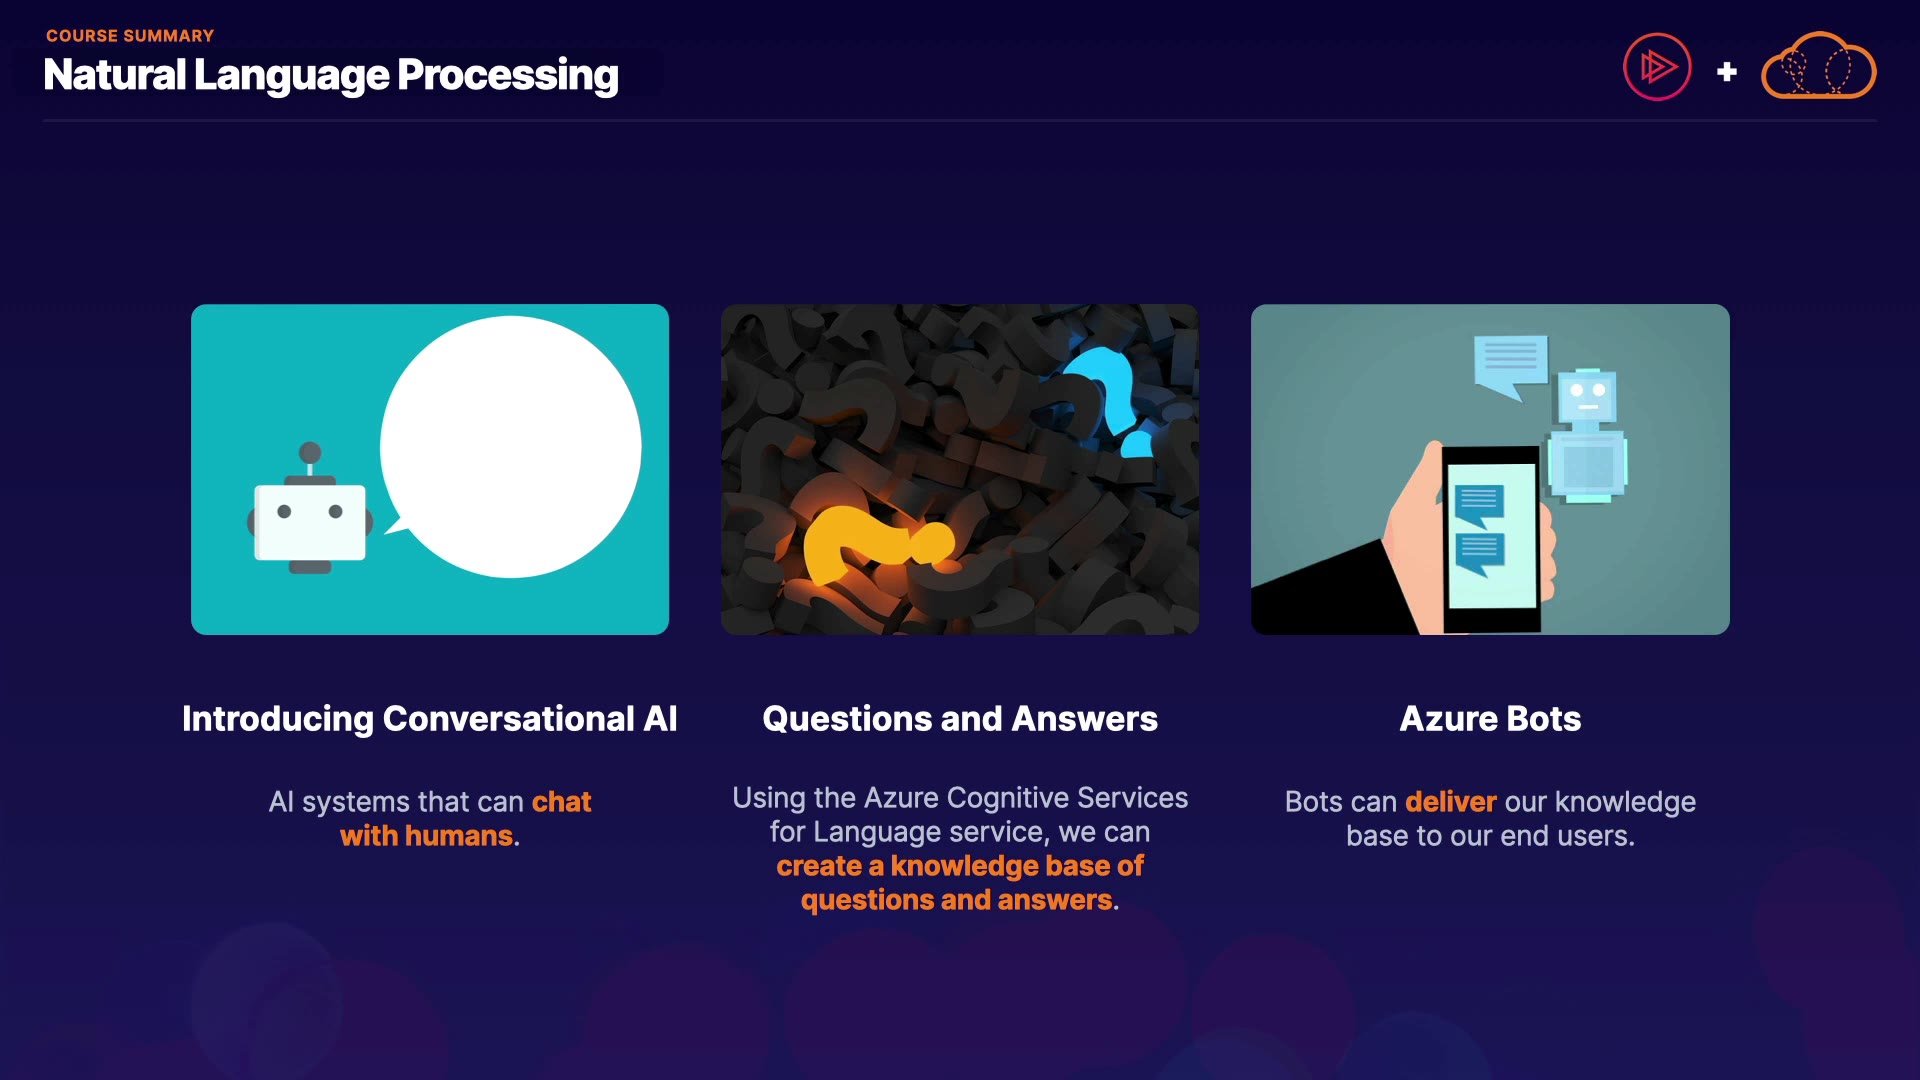 COURSE SUMMARY
Natural Language Processing
Introducing Conversational AI
AI systems that can chat
with humans.
Questions and Answers
Using the Azure Cognitive Services
for Language service, we can
create a knowledge base of
questions and answers.
Azure Bots
Bots can deliver our knowledge
base to our end users.